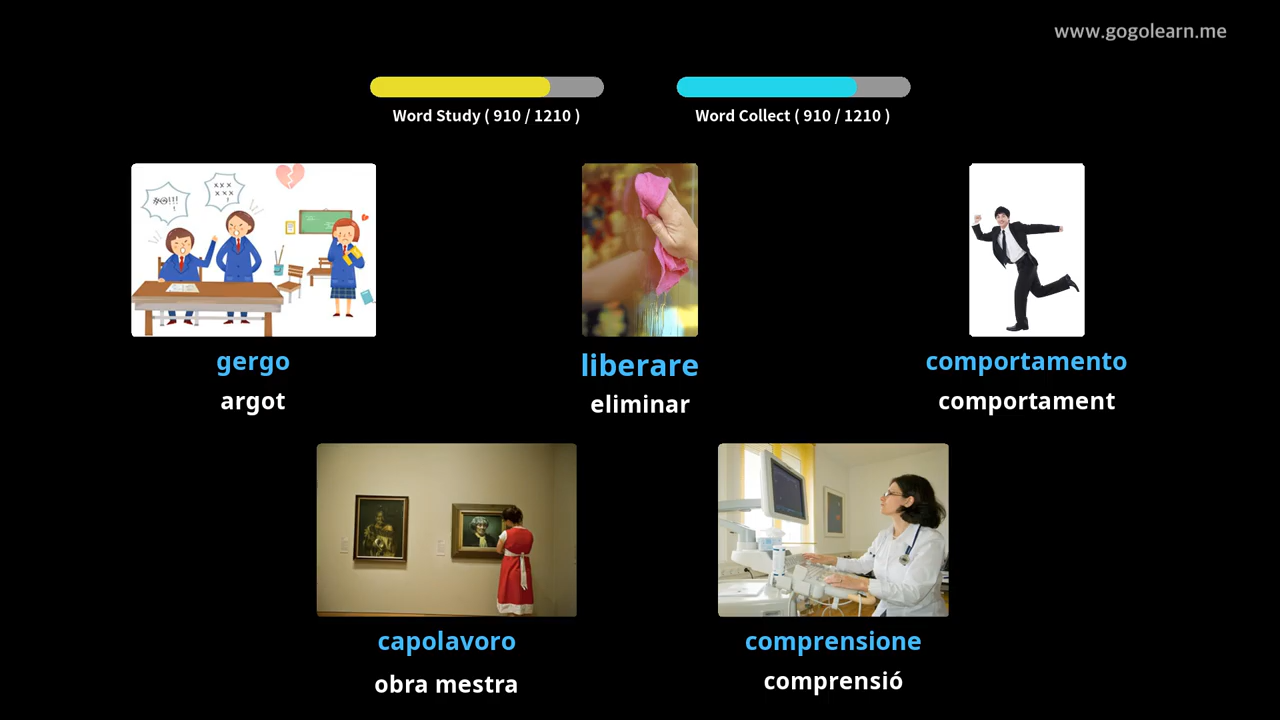 www.gogolearn.me
Word Study ( 910 / 1210 )
Word Collect ( 910 / 1210 )
gergo
argot
liberare
eliminar
comportamento
comportament
capolavoro
obra mestra
comprensione
comprensió